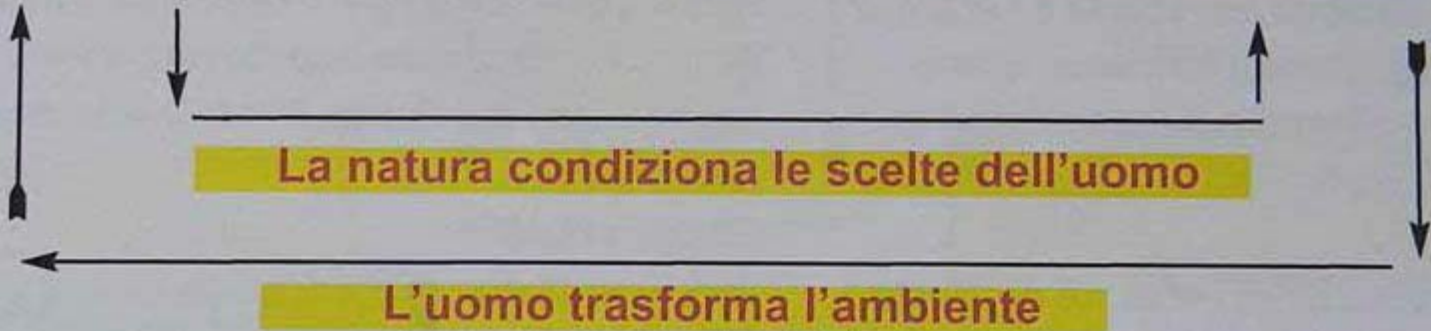 La natura condiziona le scelte dell'uomo
L'uomo trasforma l'ambiente